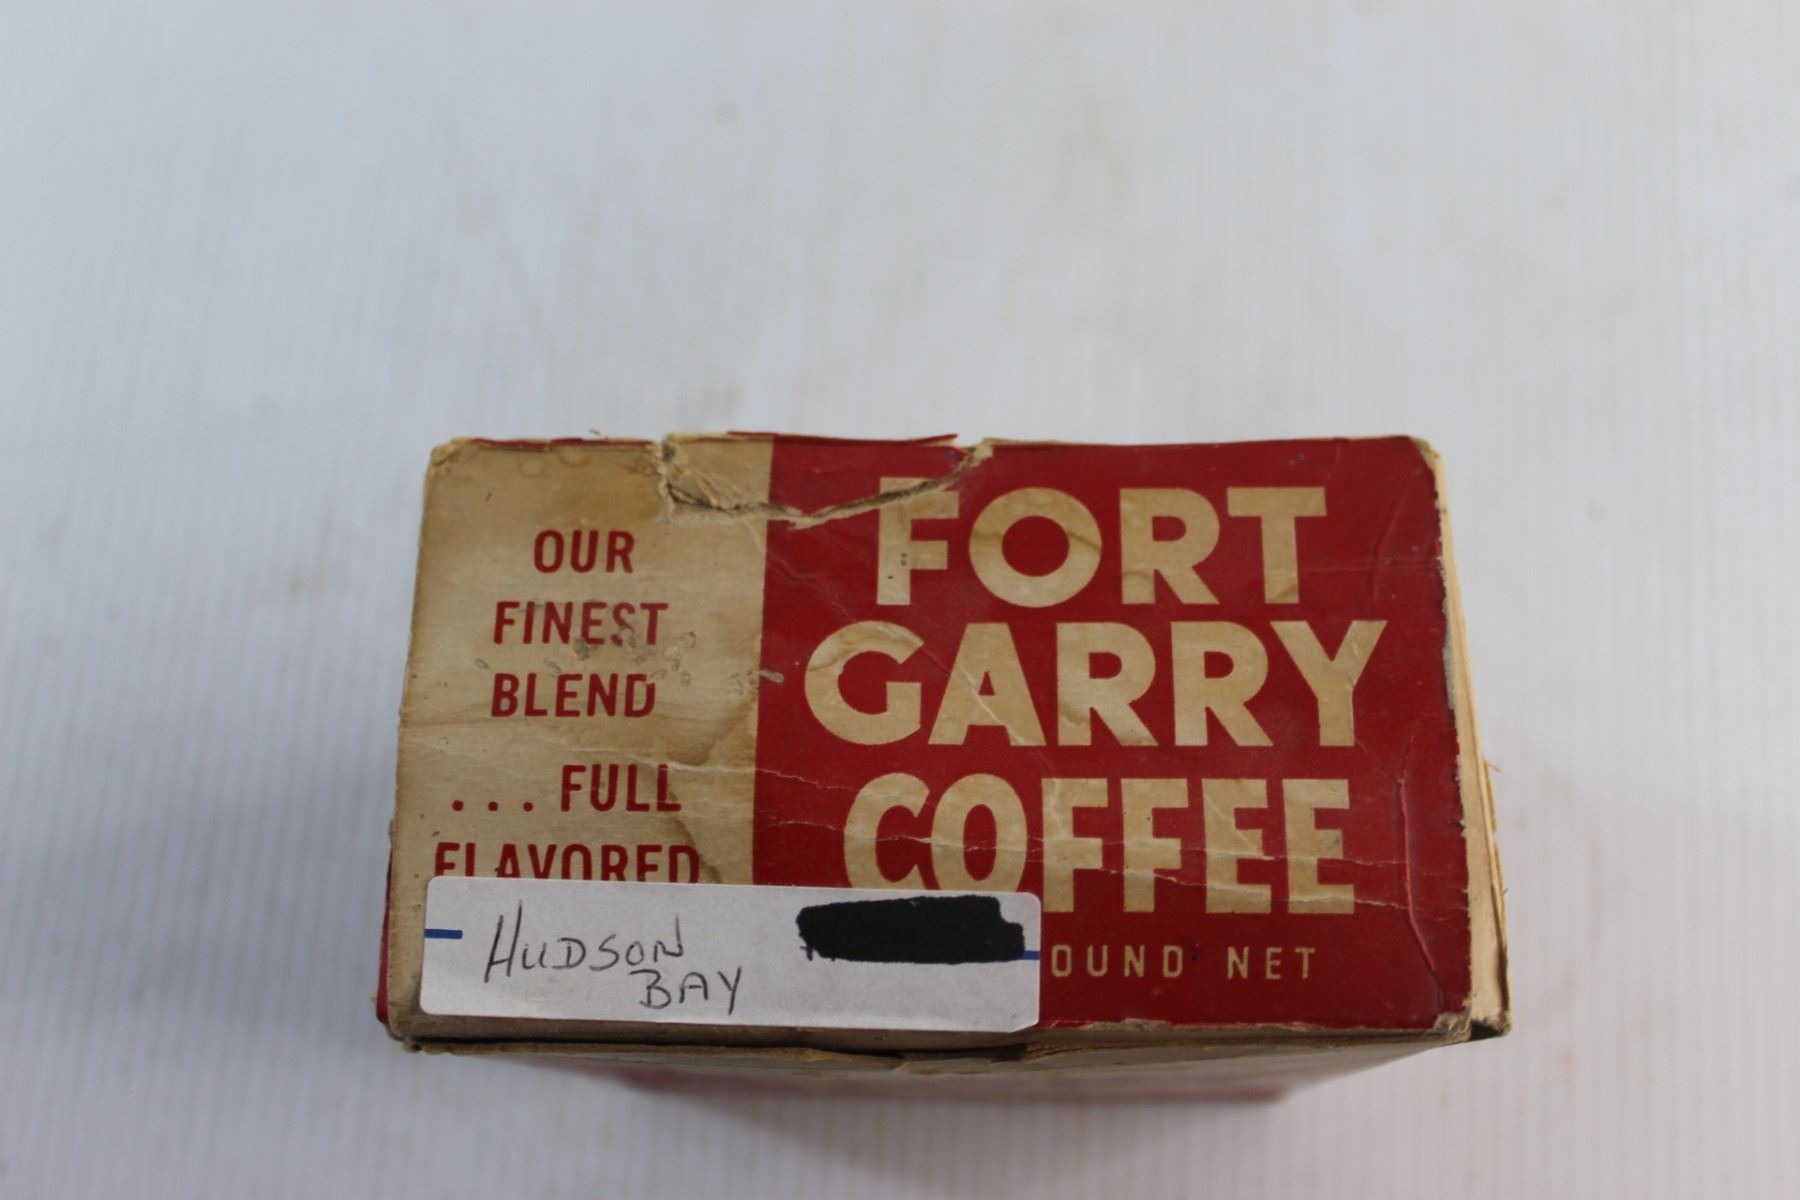 OUR
FINEST
BLEND
... FULL
FLAVORED
FORT
GARRY
COFFEE
OUND NET
HUDSON
BAY